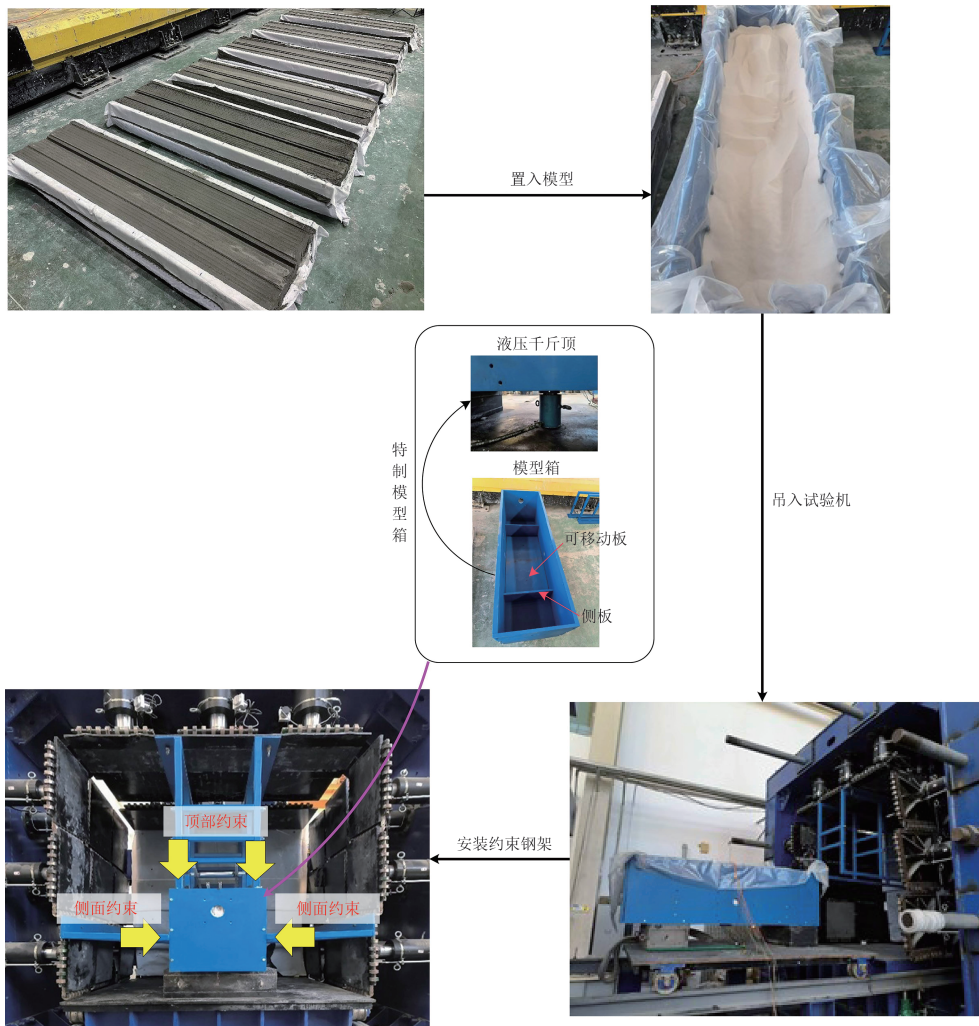 置入模型
液压千斤顶
特制模型箱
模型箱
可移动板
侧板
吊入试验机
顶部约束
侧面约束
侧面约束
安装约束钢架